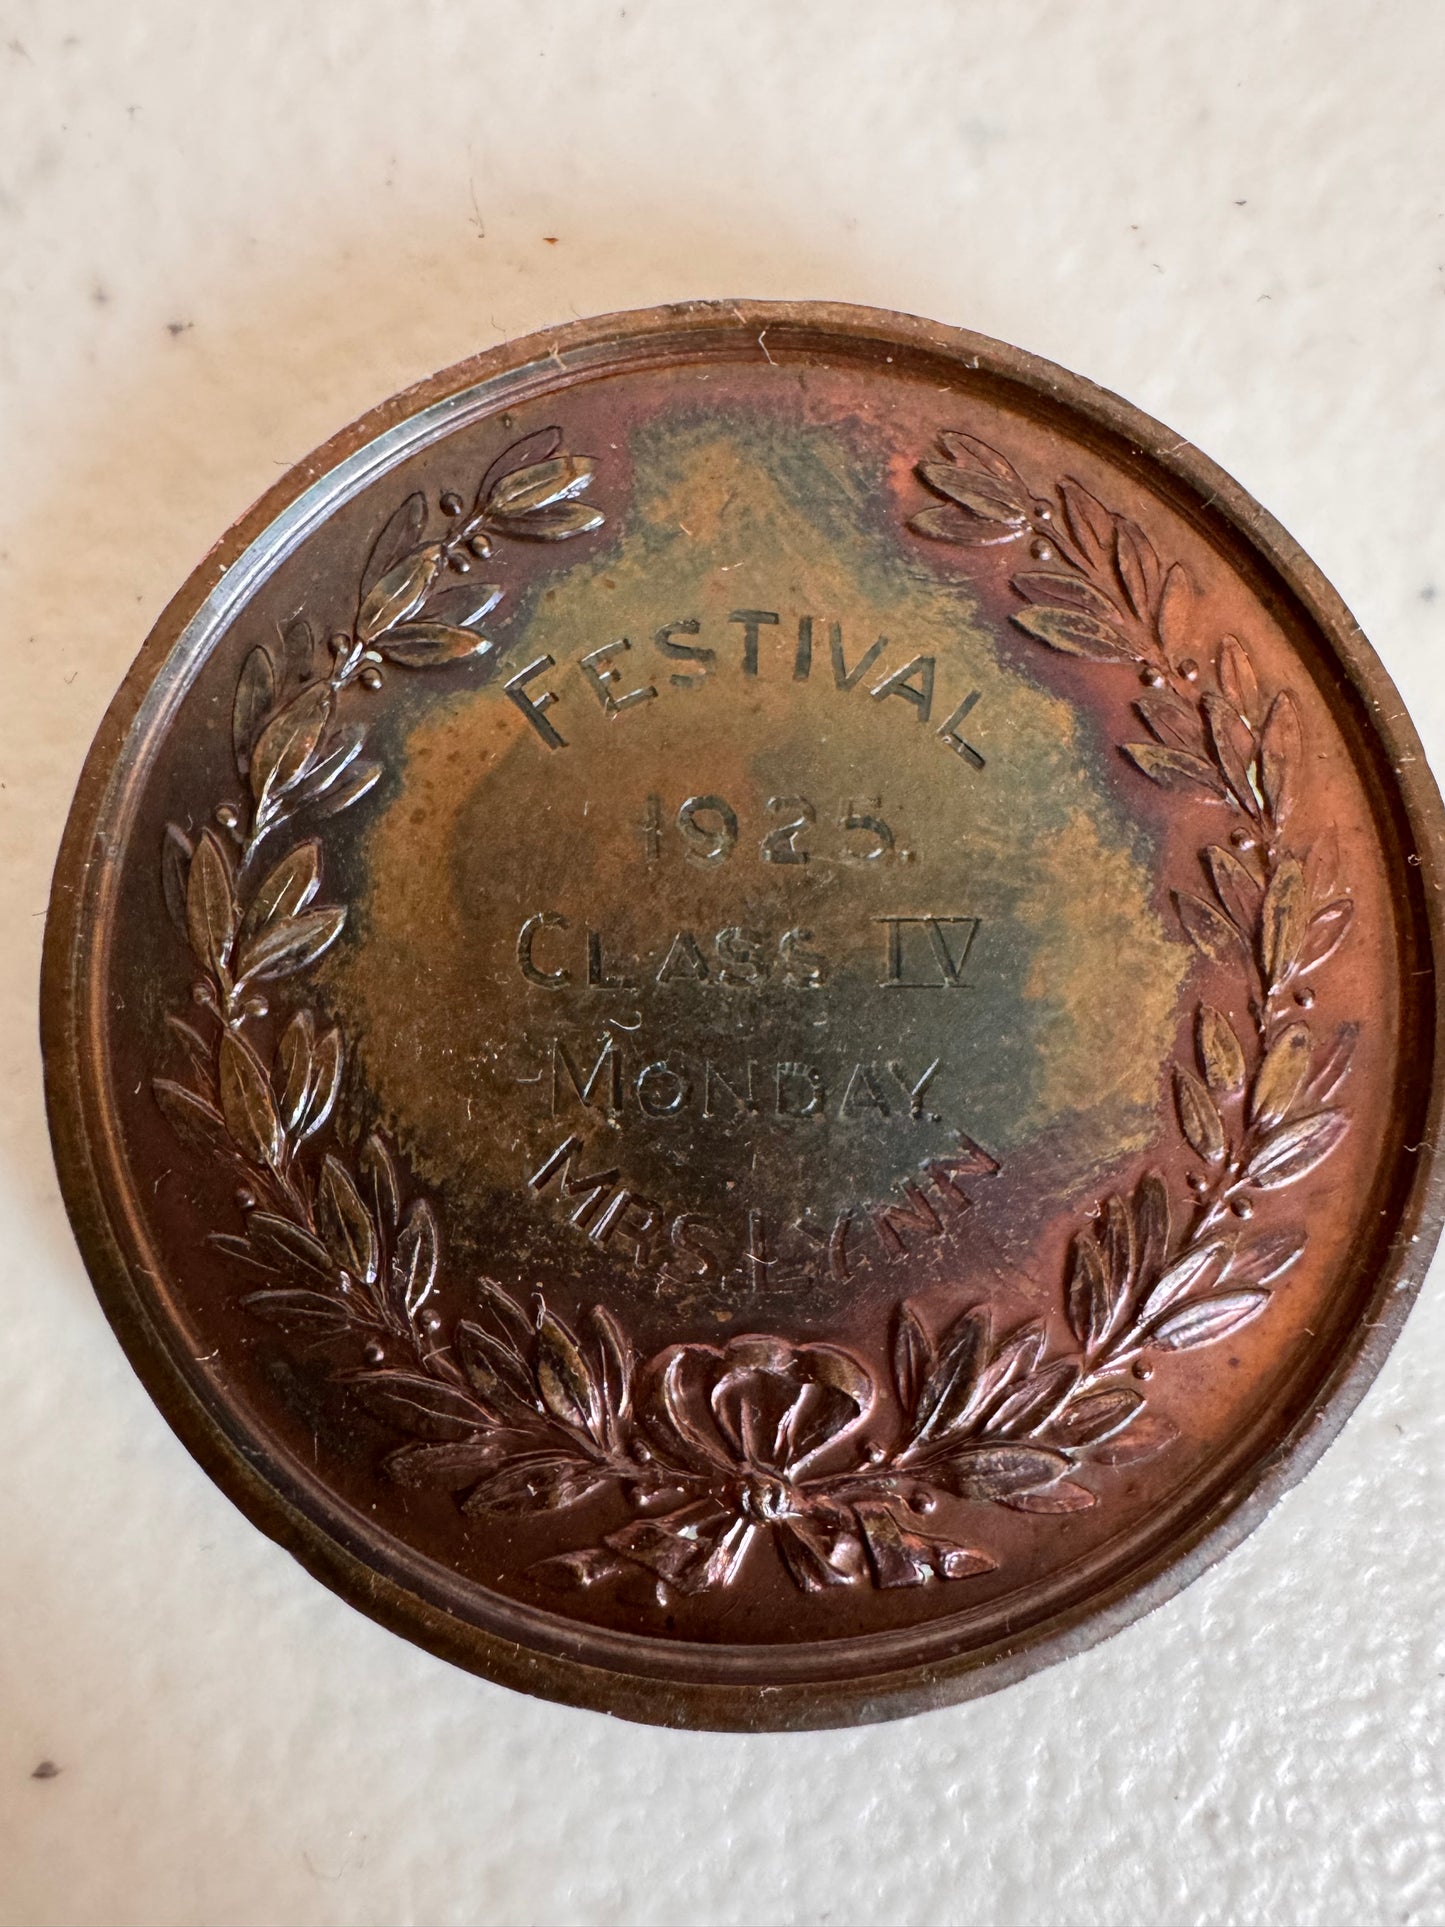 FESTIVAL
1925.
CLASS IV
MONDAY.
MRS. LYNN